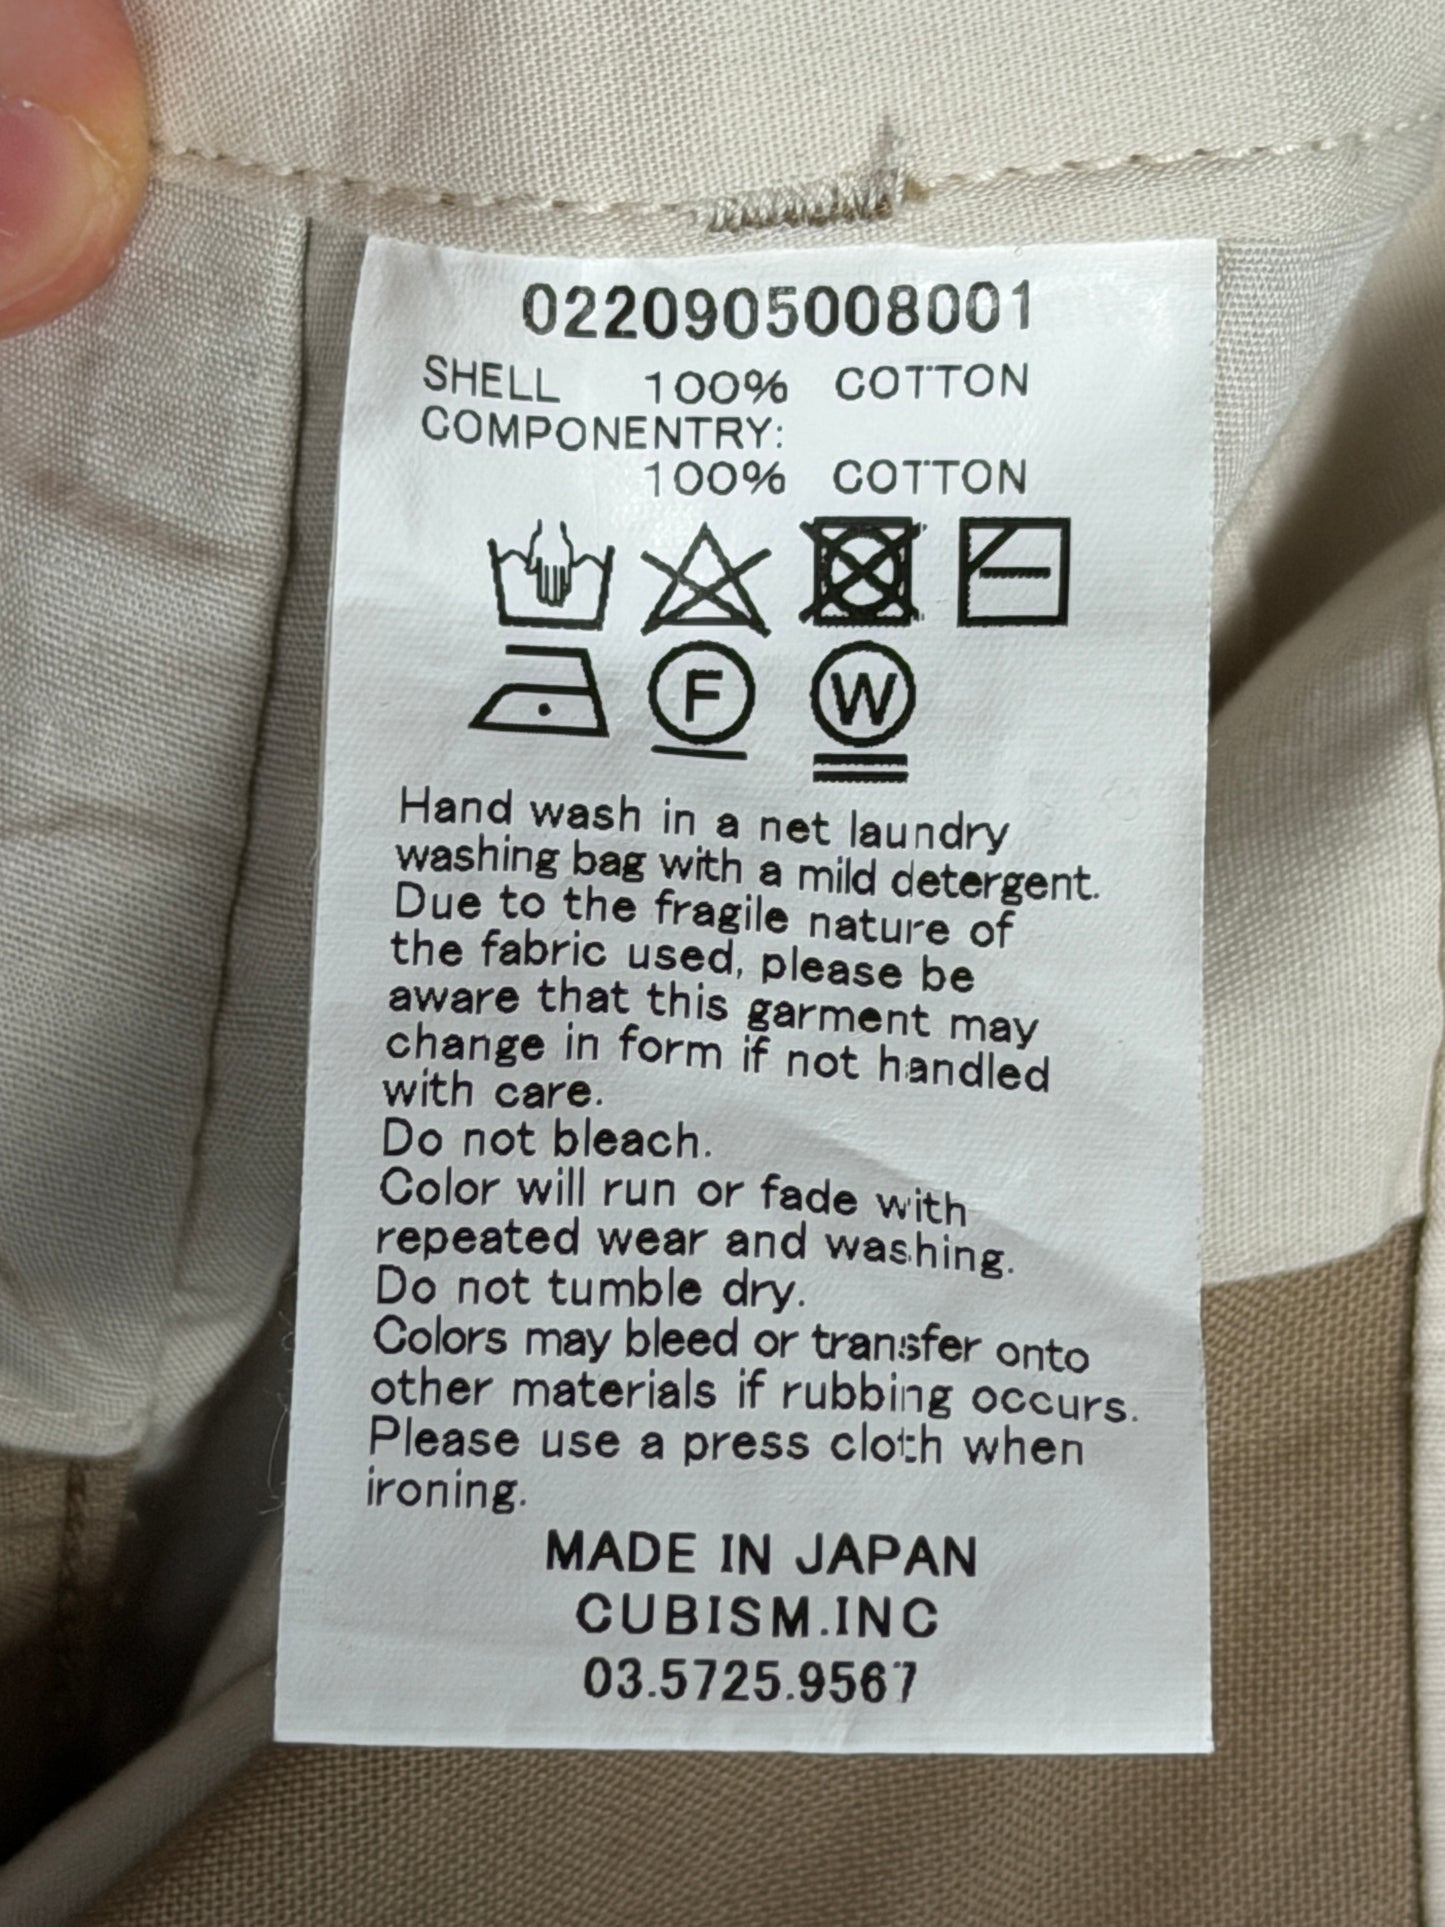 0220905008001
SHELL 100% COTTON
COMPONENTRY:
100% COTTON
F W
Hand wash in a net laundry
washing bag with a mild detergent.
Due to the fragile nature of
the fabric used, please be
aware that this garment may
change in form if not handled
with care.
Do not bleach.
Color will run or fade with
repeated wear and washing.
Do not tumble dry.
Colors may bleed or transfer onto
other materials if rubbing occurs.
Please use a press cloth when
ironing.
MADE IN JAPAN
CUBISM.INC
03.5725.9567